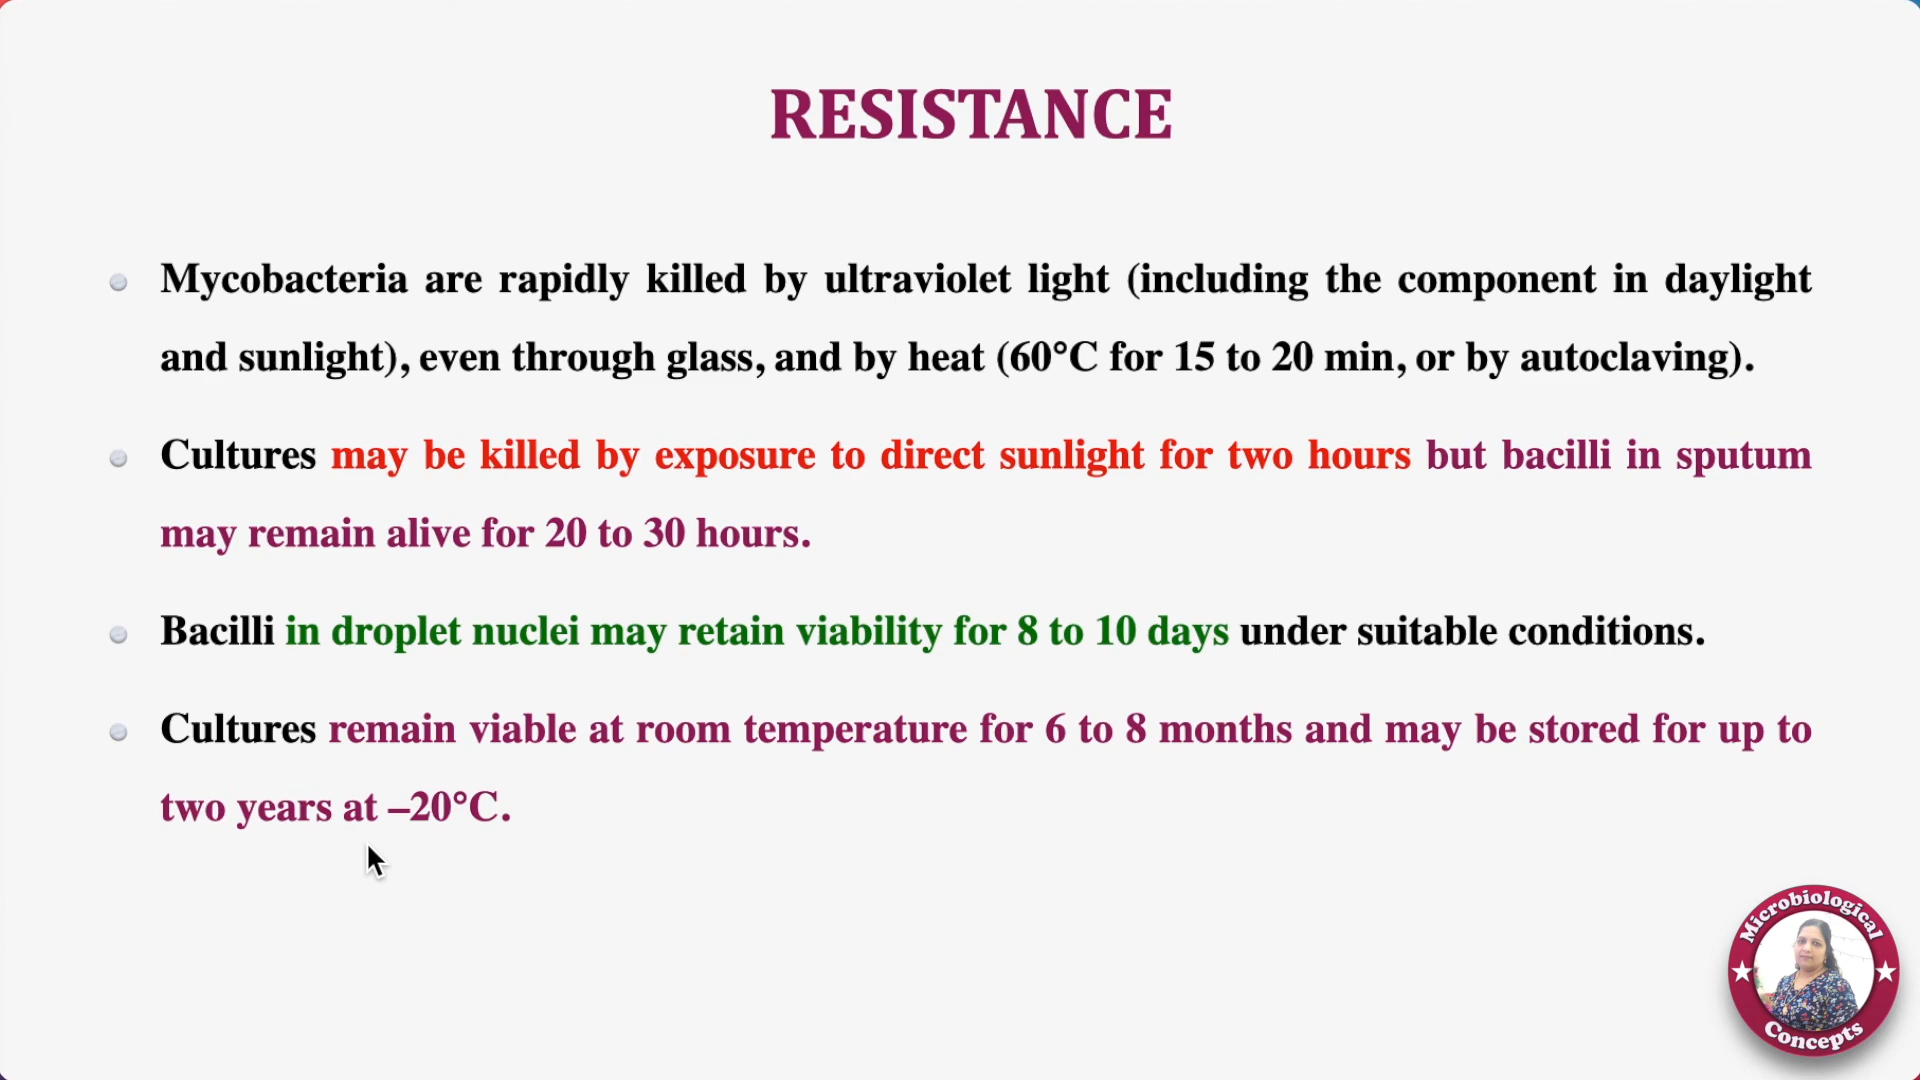 RESISTANCE
Mycobacteria are rapidly killed by ultraviolet light (including the component in daylight
and sunlight), even through glass, and by heat (60°C for 15 to 20 min, or by autoclaving).
Cultures may be killed by exposure to direct sunlight for two hours but bacilli in sputum
may remain alive for 20 to 30 hours.
Bacilli in droplet nuclei may retain viability for 8 to 10 days under suitable conditions.
Cultures remain viable at room temperature for 6 to 8 months and may be stored for up to
two years at –20°C.
Microbiological
Concepts